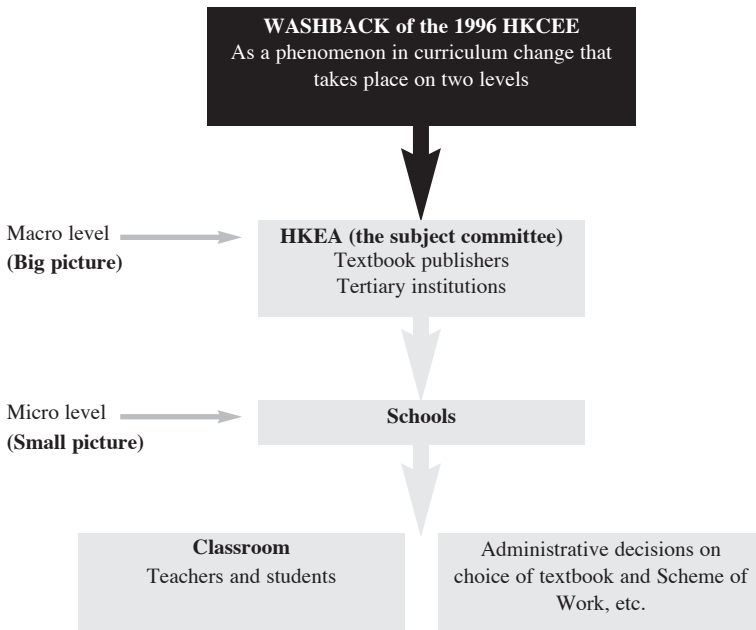 WASHBACK of the 1996 HKCEE
As a phenomenon in curriculum change that
takes place on two levels
Macro level
(Big picture)
HKEA (the subject committee)
Textbook publishers
Tertiary institutions
Micro level
(Small picture)
Schools
Classroom
Teachers and students
Administrative decisions on
choice of textbook and Scheme of
Work, etc.